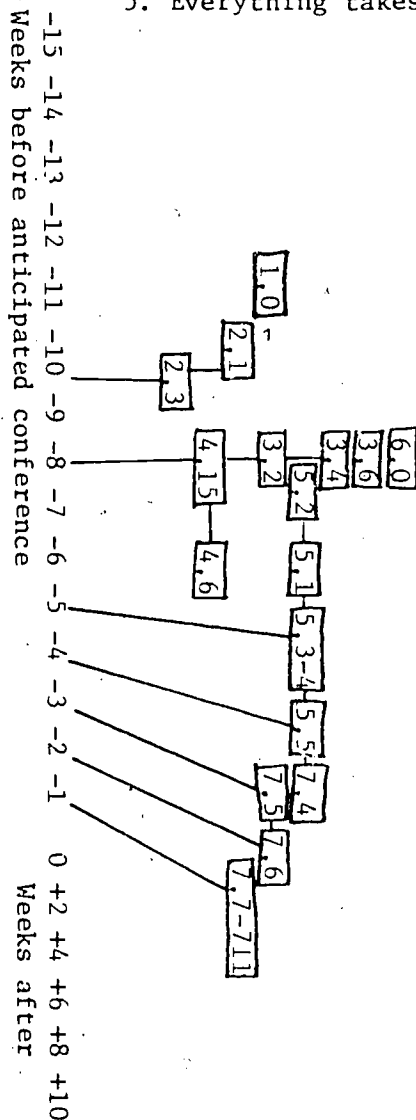 5. Everything takes
6.0
3.6
3.4
5.2 5.1 5.3-4 5.5 7.4
1.0 3.2 7.5 7.6
2.1 7.7-711
4.15 4.6
2.3
-15 -14 -13 -12 -11 -10 -9 -8 -7 -6 -5 -4 -3 -2 -1 0 +2 +4 +6 +8 +10
Weeks before anticipated conference Weeks after